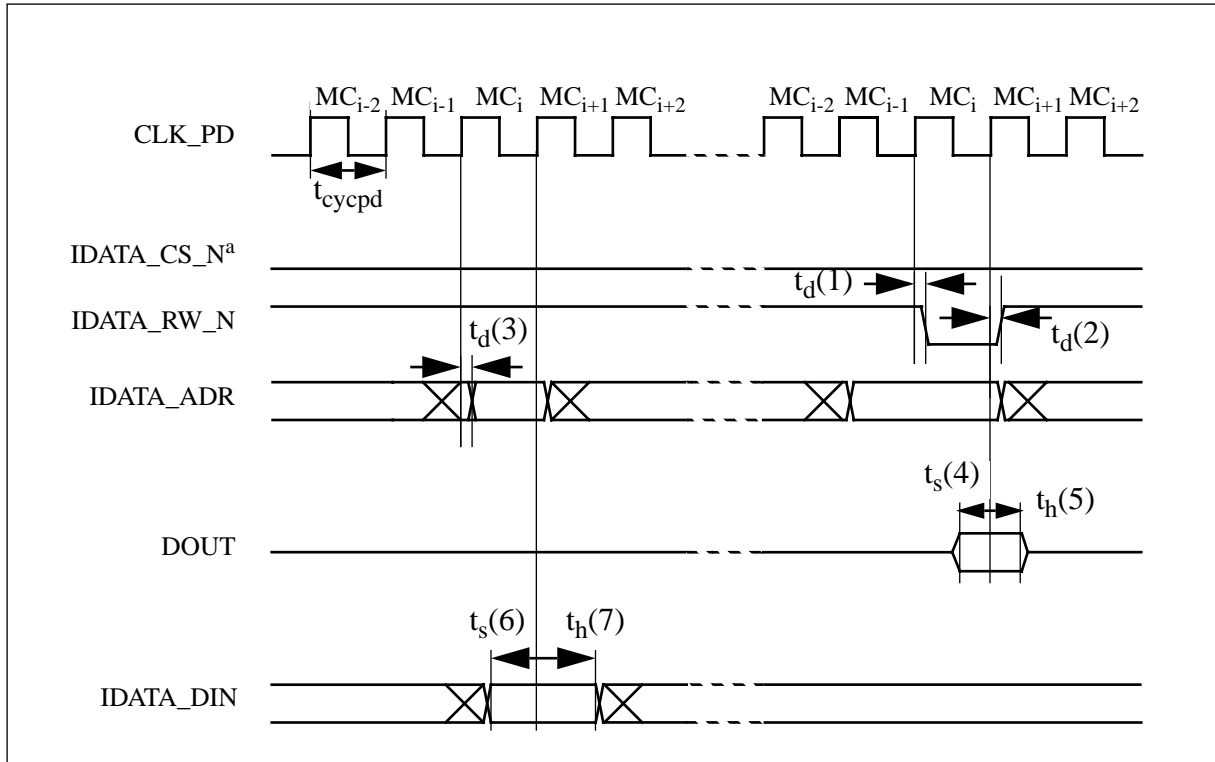 MCi-2 MCi-1 MCi MCi+1 MCi+2 MCi-2 MCi-1 MCi MCi+1 MCi+2
CLK_PD
tcycpd
IDATA_CS_Na
td(1)
IDATA_RW_N
td(3)
td(2)
IDATA_ADR
ts(4)
th(5)
DOUT
ts(6) th(7)
IDATA_DIN